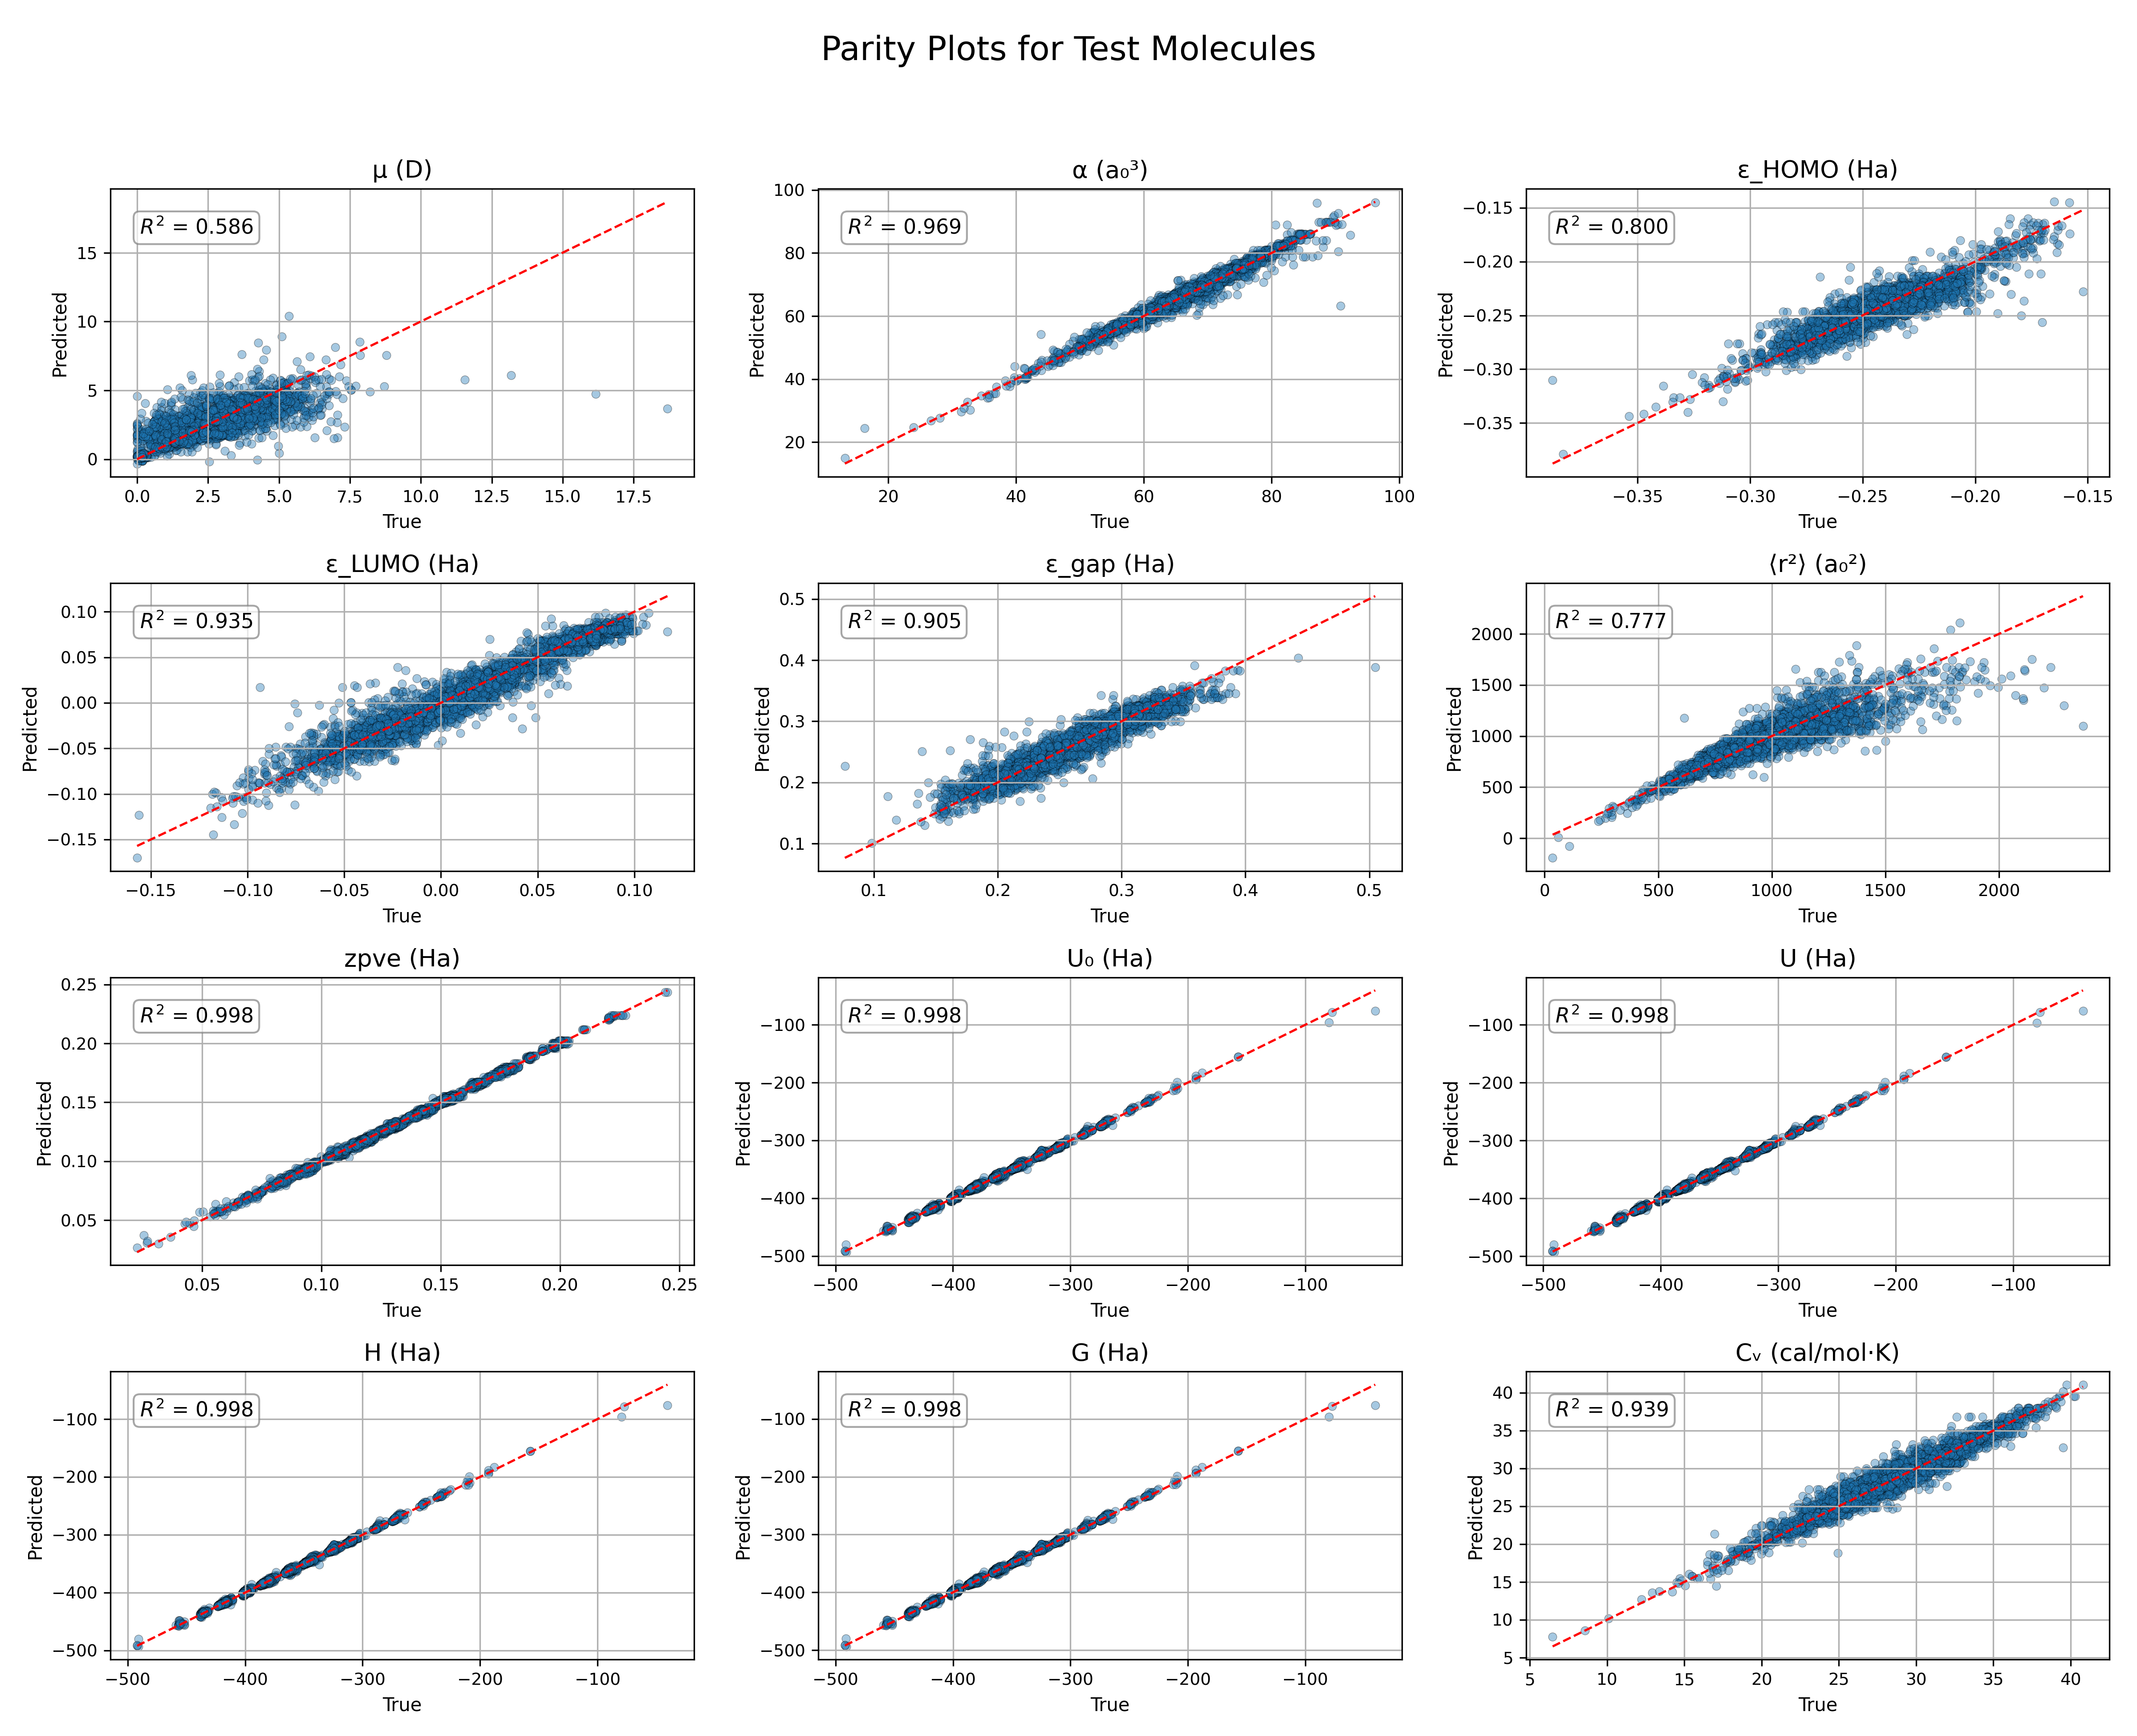 Parity Plots for Test Molecules
μ (D)
R² = 0.586
Predicted
15
10
5
0
0.0 2.5 5.0 7.5 10.0 12.5 15.0 17.5
True
α (a₀³)
R² = 0.969
Predicted
100
80
60
40
20
20 40 60 80 100
True
ε_HOMO (Ha)
R² = 0.800
Predicted
−0.15
−0.20
−0.25
−0.30
−0.35
−0.35 −0.30 −0.25 −0.20 −0.15
True
ε_LUMO (Ha)
R² = 0.935
Predicted
0.10
0.05
0.00
−0.05
−0.10
−0.15
−0.15 −0.10 −0.05 0.00 0.05 0.10
True
ε_gap (Ha)
R² = 0.905
Predicted
0.5
0.4
0.3
0.2
0.1
0.1 0.2 0.3 0.4 0.5
True
⟨r²⟩ (a₀²)
R² = 0.777
Predicted
2000
1500
1000
500
0
0 500 1000 1500 2000
True
zpve (Ha)
R² = 0.998
Predicted
0.25
0.20
0.15
0.10
0.05
0.05 0.10 0.15 0.20 0.25
True
U₀ (Ha)
R² = 0.998
Predicted
−100
−200
−300
−400
−500
−500 −400 −300 −200 −100
True
U (Ha)
R² = 0.998
Predicted
−100
−200
−300
−400
−500
−500 −400 −300 −200 −100
True
H (Ha)
R² = 0.998
Predicted
−100
−200
−300
−400
−500
−500 −400 −300 −200 −100
True
G (Ha)
R² = 0.998
Predicted
−100
−200
−300
−400
−500
−500 −400 −300 −200 −100
True
Cᵥ (cal/mol·K)
R² = 0.939
Predicted
40
35
30
25
20
15
10
5
5 10 15 20 25 30 35 40
True